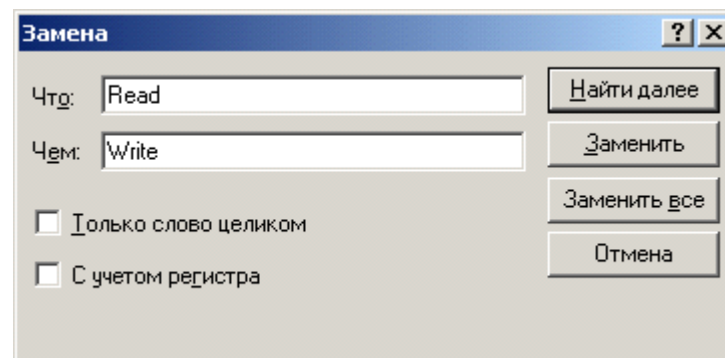 Замена
Что: Read
Найти далее
Чем: Write
Заменить
Заменить все
Только слово целиком
Отмена
С учетом регистра